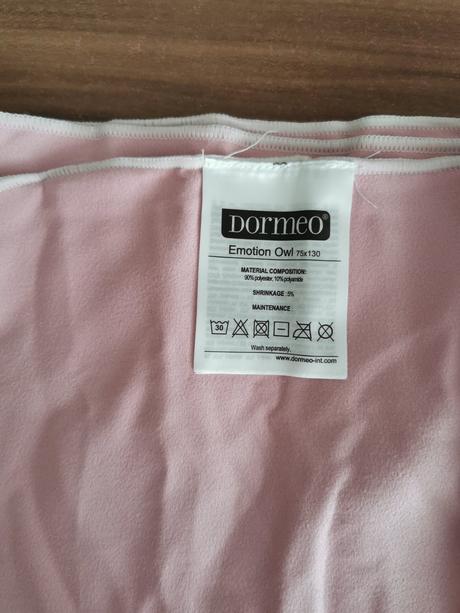 DORMEO®
Emotion Owl 75x130
MATERIAL COMPOSITION:
90% polyester, 10% polyamide
SHRINKAGE :5%
MAINTENANCE :
30
Wash separately.
www.dormeo-int.com